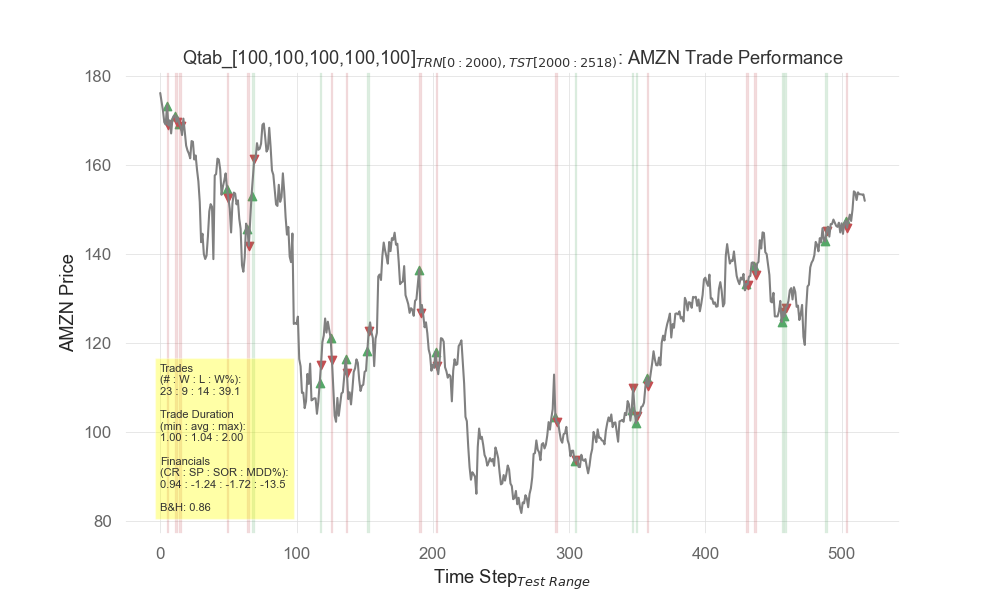 Qtab_[100,100,100,100,100]TRN[0 : 2000), TST[2000 : 2518): AMZN Trade Performance
180
160
140
120
100
80
AMZN Price
Trades
(# : W : L : W%):
23 : 9 : 14 : 39.1
Trade Duration
(min : avg : max):
1.00 : 1.04 : 2.00
Financials
(CR : SP : SOR : MDD%):
0.94 : -1.24 : -1.72 : -13.5
B&H: 0.86
0 100 200 300 400 500
Time StepTest Range